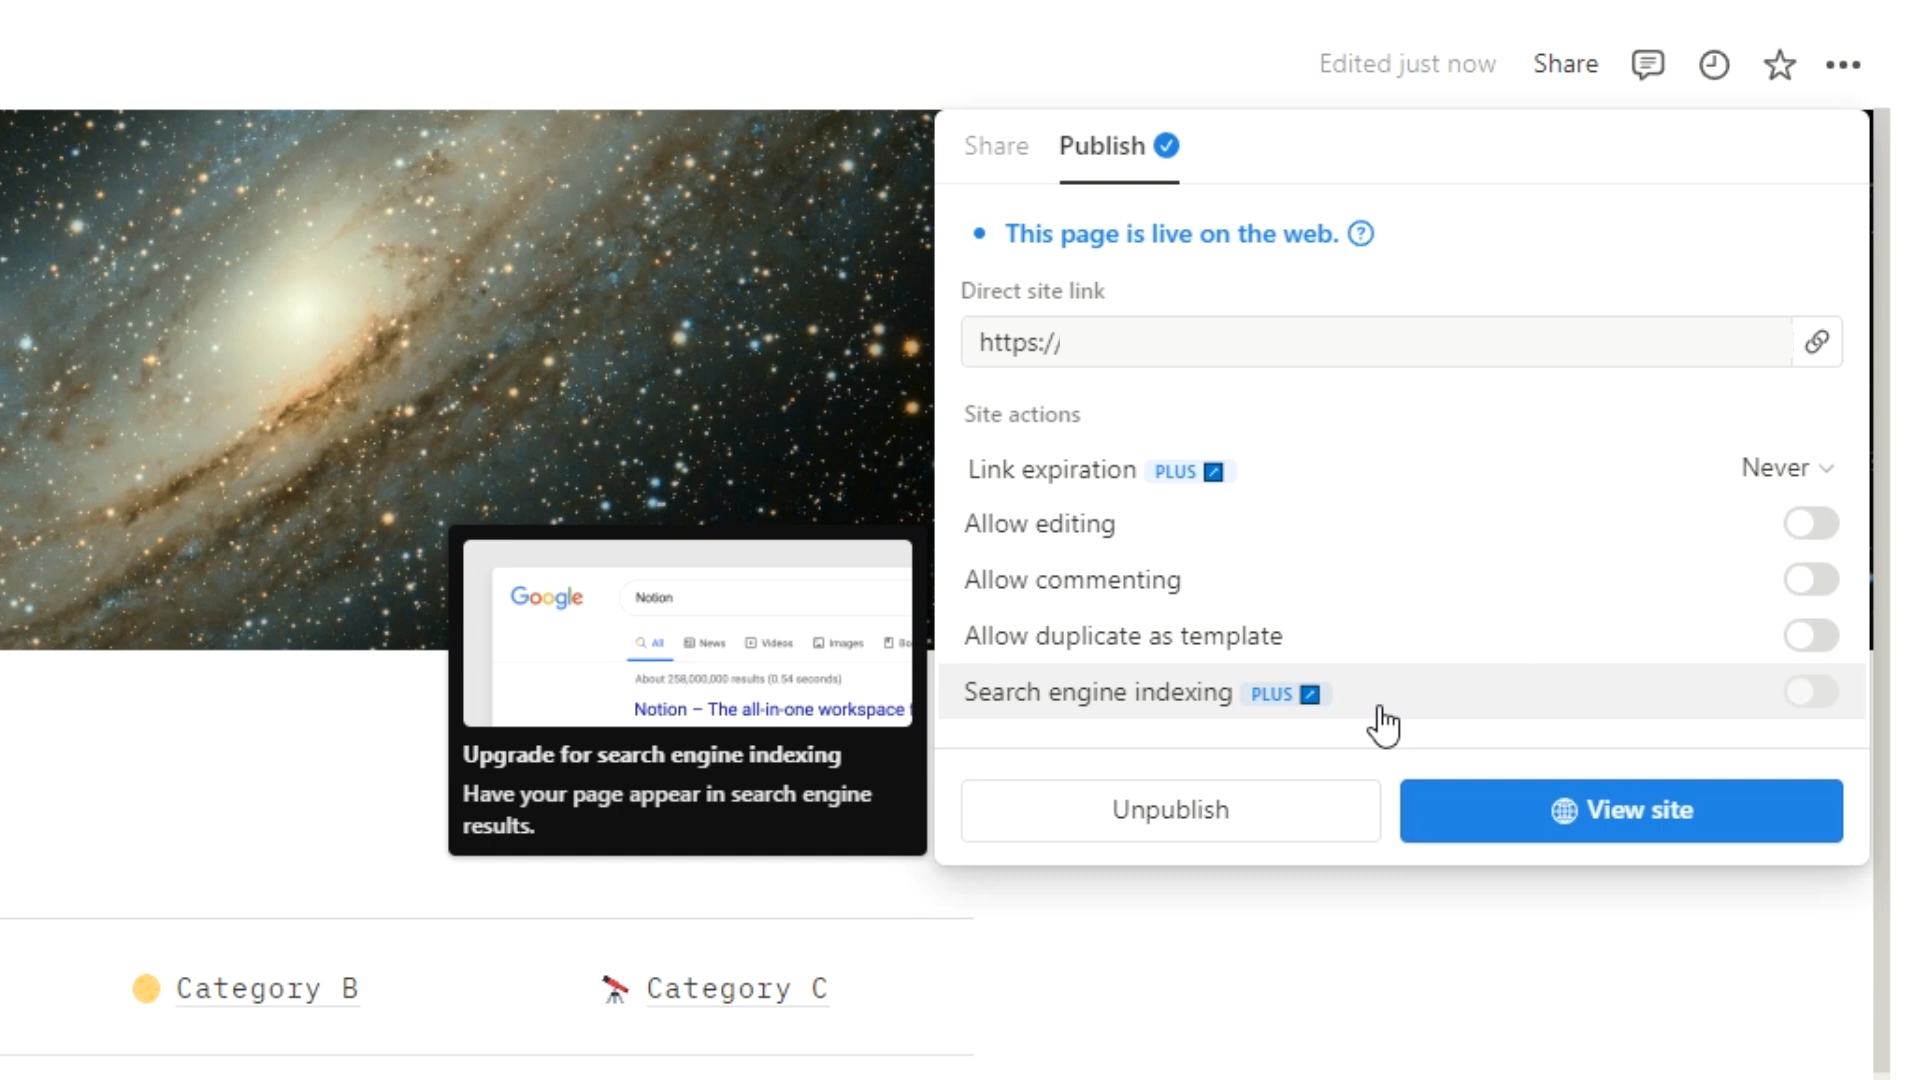 Edited just now Share
Share Publish
This page is live on the web.
Direct site link
https://
Site actions
Link expiration PLUS Never
Allow editing
Allow commenting
Allow duplicate as template
Search engine indexing PLUS
Unpublish View site
Google Notion
All News Videos Images Bo
About 258,000,000 results (0.54 seconds)
Notion – The all-in-one workspace f
Upgrade for search engine indexing
Have your page appear in search engine
results.
Category B Category C